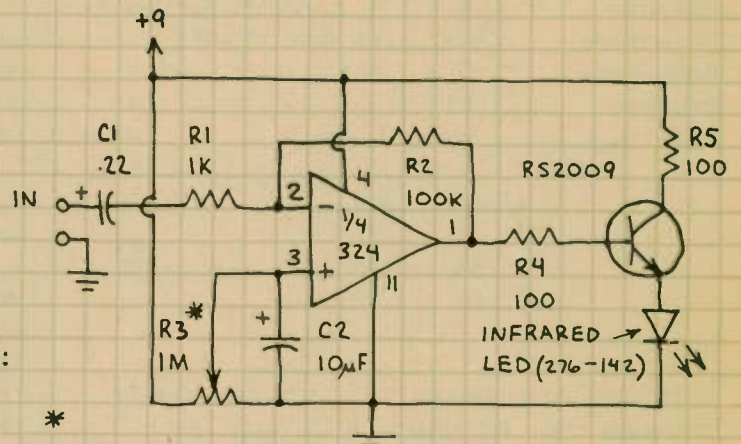 +9
C1
.22
R1
1K
R2
100K
RS2009
R5
100
IN
+
2
-
4
1/4
324
1
3
+
11
R4
100
R3 *
1M
+
C2
10µF
INFRARED
LED (276-142)
:
*